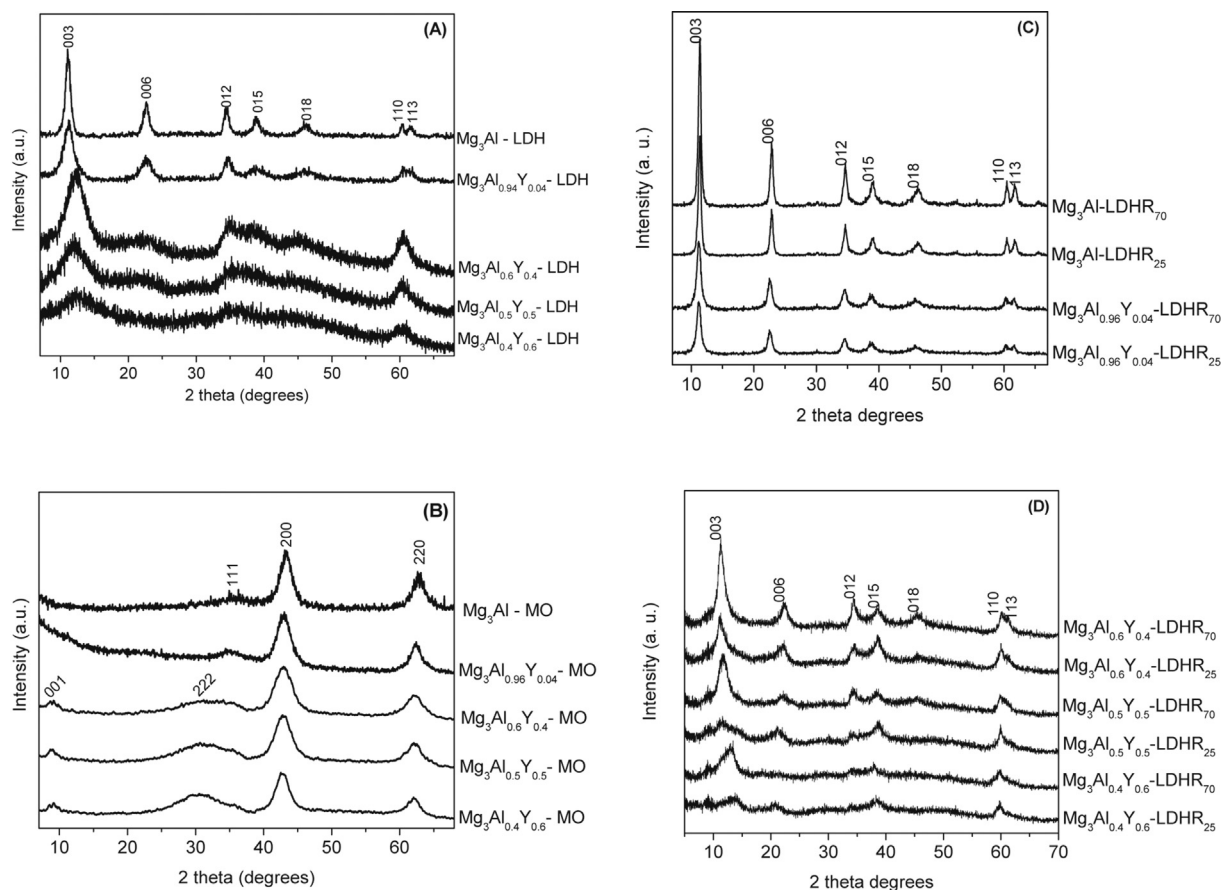 (A)
003
006
012
015
018
110
113
Mg₃Al - LDH
Mg₃Al₀.₉₄Y₀.₀₄- LDH
Mg₃Al₀.₆Y₀.₄- LDH
Mg₃Al₀.₅Y₀.₅- LDH
Mg₃Al₀.₄Y₀.₆- LDH
Intensity (a.u.)
10 20 30 40 50 60
2 theta (degrees)
(C)
003
006
012
015
018
110
113
Mg₃Al-LDHR₇₀
Mg₃Al-LDHR₂₅
Mg₃Al₀.₉₆Y₀.₀₄-LDHR₇₀
Mg₃Al₀.₉₆Y₀.₀₄-LDHR₂₅
Intensity (a. u.)
10 20 30 40 50 60
2 theta degrees
(B)
111
200
220
001
222
Mg₃Al - MO
Mg₃Al₀.₉₆Y₀.₀₄- MO
Mg₃Al₀.₆Y₀.₄- MO
Mg₃Al₀.₅Y₀.₅- MO
Mg₃Al₀.₄Y₀.₆- MO
Intensity (a.u.)
10 20 30 40 50 60
2 theta (degrees)
(D)
003
006
012
015
018
110
113
Mg₃Al₀.₆Y₀.₄-LDHR₇₀
Mg₃Al₀.₆Y₀.₄-LDHR₂₅
Mg₃Al₀.₅Y₀.₅-LDHR₇₀
Mg₃Al₀.₅Y₀.₅-LDHR₂₅
Mg₃Al₀.₄Y₀.₆-LDHR₇₀
Mg₃Al₀.₄Y₀.₆-LDHR₂₅
Intensity (a. u.)
10 20 30 40 50 60 70
2 theta (degrees)